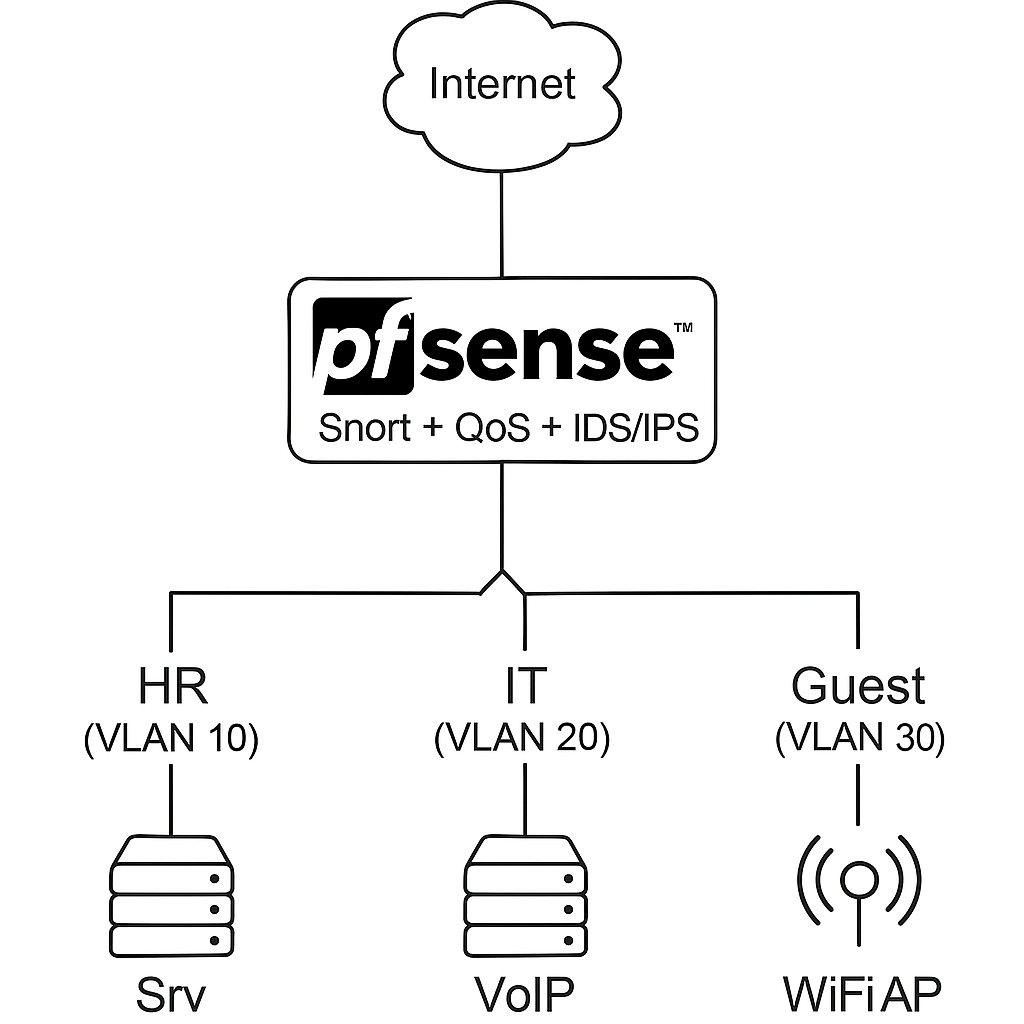 Internet
pfsense™
Snort + QoS + IDS/IPS
HR
(VLAN 10)
IT
(VLAN 20)
Guest
(VLAN 30)
Srv
VoIP
WiFi AP